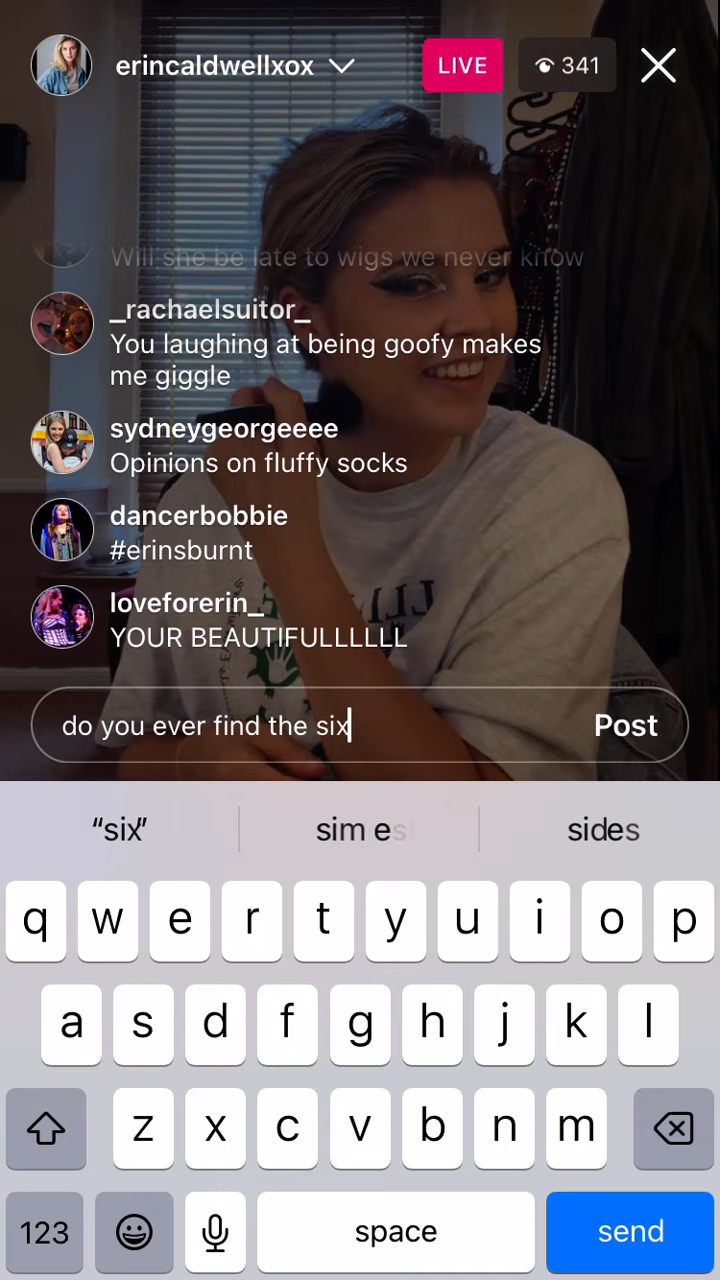 erincaldwellxox
LIVE
341
Will she be late to wigs we never know
_rachaelsuitor_
You laughing at being goofy makes
me giggle
sydneygeorgeeee
Opinions on fluffy socks
dancerbobbie
#erinsburnt
loveforerin_
YOUR BEAUTIFULLLLLL
do you ever find the six
Post
“six”
sim est
sides
q w e r t y u i o p
a s d f g h j k l
z x c v b n m
123
space
send